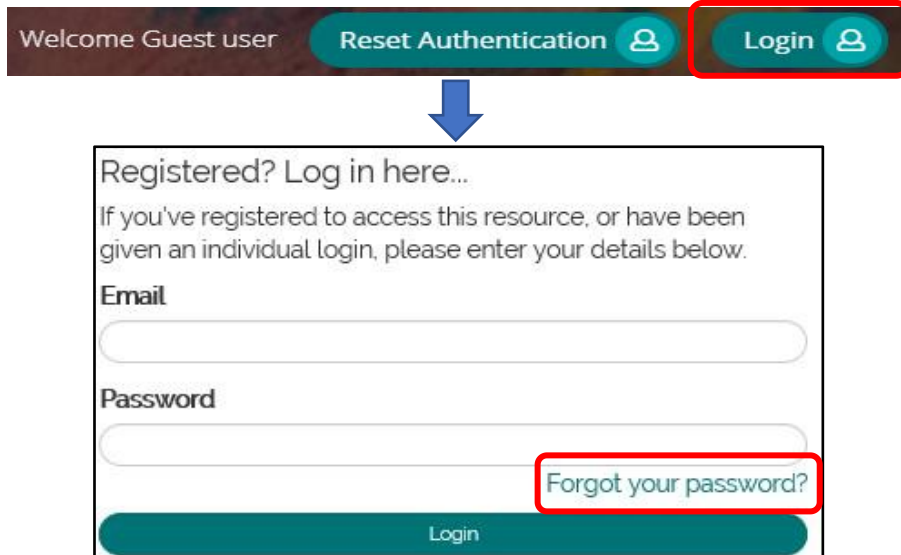 Welcome Guest user Reset Authentication Login
Registered? Log in here...
If you've registered to access this resource, or have been
given an individual login, please enter your details below.
Email
Password
Forgot your password?
Login